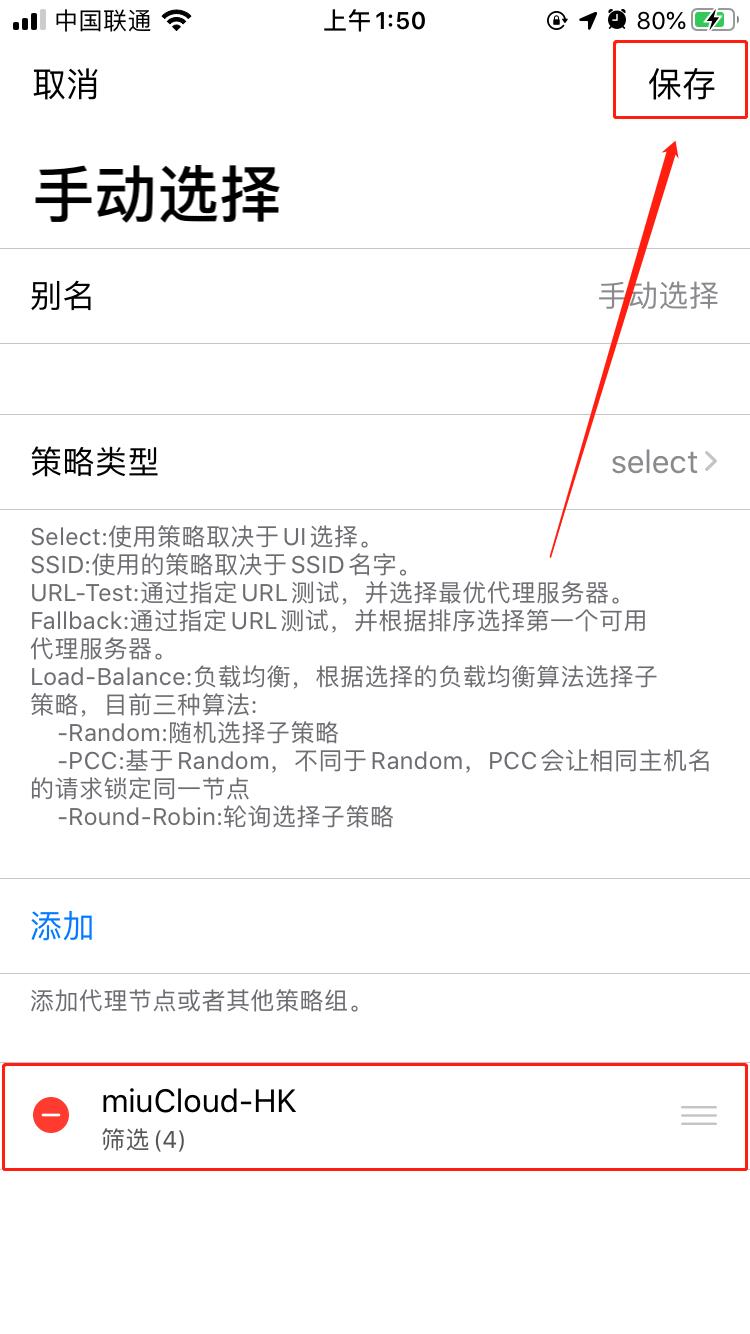 中国联通 上午1:50 80%
取消 保存
手动选择
别名 手动选择
策略类型 select
Select:使用策略取决于UI选择。
SSID:使用的策略取决于SSID名字。
URL-Test:通过指定URL测试，并选择最优代理服务器。
Fallback:通过指定URL测试，并根据排序选择第一个可用
代理服务器。
Load-Balance:负载均衡，根据选择的负载均衡算法选择子
策略，目前三种算法:
-Random:随机选择子策略
-PCC:基于Random，不同于Random，PCC会让相同主机名
的请求锁定同一节点
-Round-Robin:轮询选择子策略
添加
添加代理节点或者其他策略组。
miuCloud-HK
筛选(4)